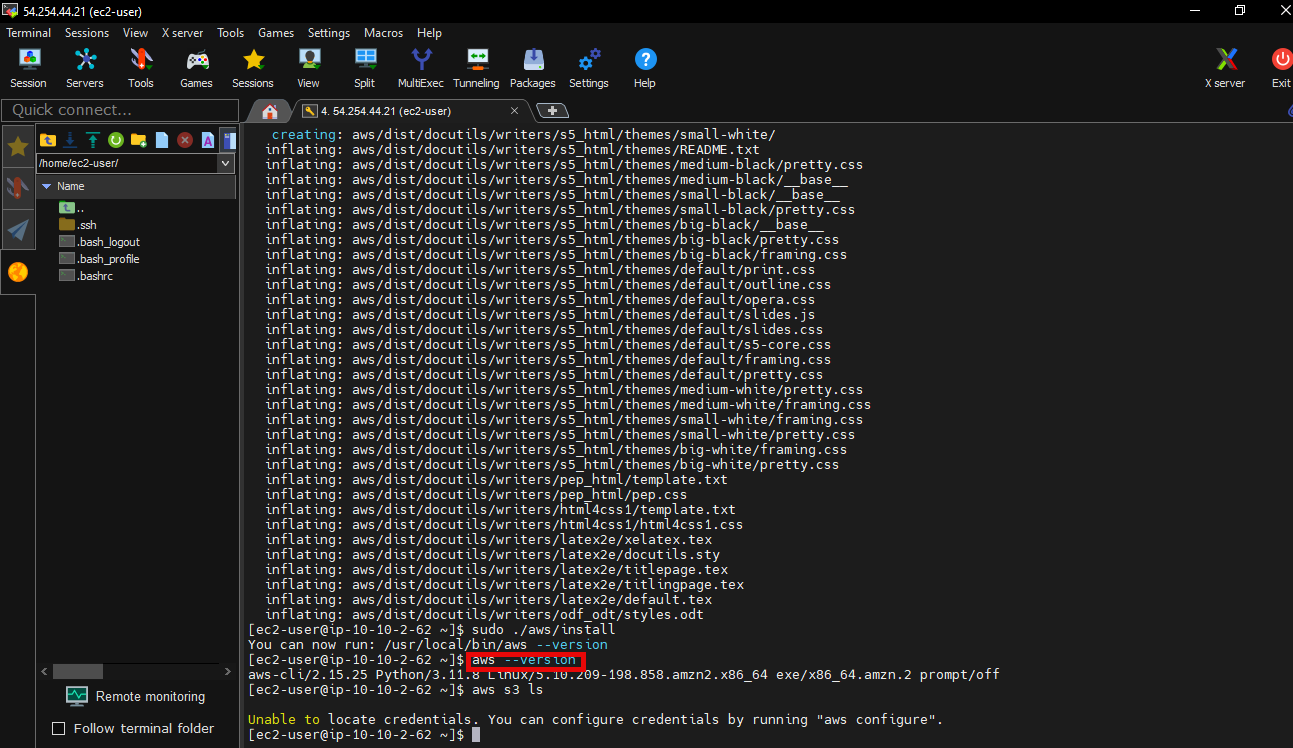 54.254.44.21 (ec2-user)
Terminal Sessions View X server Tools Games Settings Macros Help
Session Servers Tools Games Sessions View Split MultiExec Tunneling Packages Settings Help X server Exit
Quick connect...
4. 54.254.44.21 (ec2-user)
/home/ec2-user/
Name
..
.ssh
.bash_logout
.bash_profile
.bashrc
Remote monitoring
Follow terminal folder
creating: aws/dist/docutils/writers/s5_html/themes/small-white/
inflating: aws/dist/docutils/writers/s5_html/themes/README.txt
inflating: aws/dist/docutils/writers/s5_html/themes/medium-black/pretty.css
inflating: aws/dist/docutils/writers/s5_html/themes/medium-black/__base__
inflating: aws/dist/docutils/writers/s5_html/themes/small-black/__base__
inflating: aws/dist/docutils/writers/s5_html/themes/small-black/pretty.css
inflating: aws/dist/docutils/writers/s5_html/themes/big-black/__base__
inflating: aws/dist/docutils/writers/s5_html/themes/big-black/pretty.css
inflating: aws/dist/docutils/writers/s5_html/themes/big-black/framing.css
inflating: aws/dist/docutils/writers/s5_html/themes/default/print.css
inflating: aws/dist/docutils/writers/s5_html/themes/default/outline.css
inflating: aws/dist/docutils/writers/s5_html/themes/default/opera.css
inflating: aws/dist/docutils/writers/s5_html/themes/default/slides.js
inflating: aws/dist/docutils/writers/s5_html/themes/default/slides.css
inflating: aws/dist/docutils/writers/s5_html/themes/default/s5-core.css
inflating: aws/dist/docutils/writers/s5_html/themes/default/framing.css
inflating: aws/dist/docutils/writers/s5_html/themes/default/pretty.css
inflating: aws/dist/docutils/writers/s5_html/themes/medium-white/pretty.css
inflating: aws/dist/docutils/writers/s5_html/themes/medium-white/framing.css
inflating: aws/dist/docutils/writers/s5_html/themes/small-white/framing.css
inflating: aws/dist/docutils/writers/s5_html/themes/small-white/pretty.css
inflating: aws/dist/docutils/writers/s5_html/themes/big-white/framing.css
inflating: aws/dist/docutils/writers/s5_html/themes/big-white/pretty.css
inflating: aws/dist/docutils/writers/pep_html/template.txt
inflating: aws/dist/docutils/writers/pep_html/pep.css
inflating: aws/dist/docutils/writers/html4css1/template.txt
inflating: aws/dist/docutils/writers/html4css1/html4css1.css
inflating: aws/dist/docutils/writers/latex2e/xelatex.tex
inflating: aws/dist/docutils/writers/latex2e/docutils.sty
inflating: aws/dist/docutils/writers/latex2e/titlepage.tex
inflating: aws/dist/docutils/writers/latex2e/titlingpage.tex
inflating: aws/dist/docutils/writers/latex2e/default.tex
inflating: aws/dist/docutils/writers/odf_odt/styles.odt
[ec2-user@ip-10-10-2-62 ~]$ sudo ./aws/install
You can now run: /usr/local/bin/aws --version
[ec2-user@ip-10-10-2-62 ~]$ aws --version
aws-cli/2.15.25 Python/3.11.8 Linux/5.10.209-198.858.amzn2.x86_64 exe/x86_64.amzn.2 prompt/off
[ec2-user@ip-10-10-2-62 ~]$ aws s3 ls
Unable to locate credentials. You can configure credentials by running "aws configure".
[ec2-user@ip-10-10-2-62 ~]$